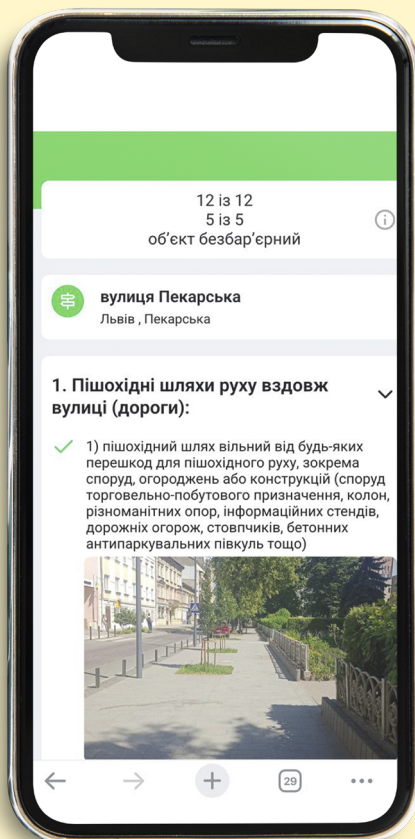 12 із 12
5 із 5
об’єкт безбар’єрний
вулиця Пекарська
Львів , Пекарська
1. Пішохідні шляхи руху вздовж
вулиці (дороги):
1) пішохідний шлях вільний від будь-яких
перешкод для пішохідного руху, зокрема
споруд, огороджень або конструкцій (споруд
торговельно-побутового призначення, колон,
різноманітних опор, інформаційних стендів,
дорожніх огорож, стовпчиків, бетонних
антипаркувальних півкуль тощо)
29